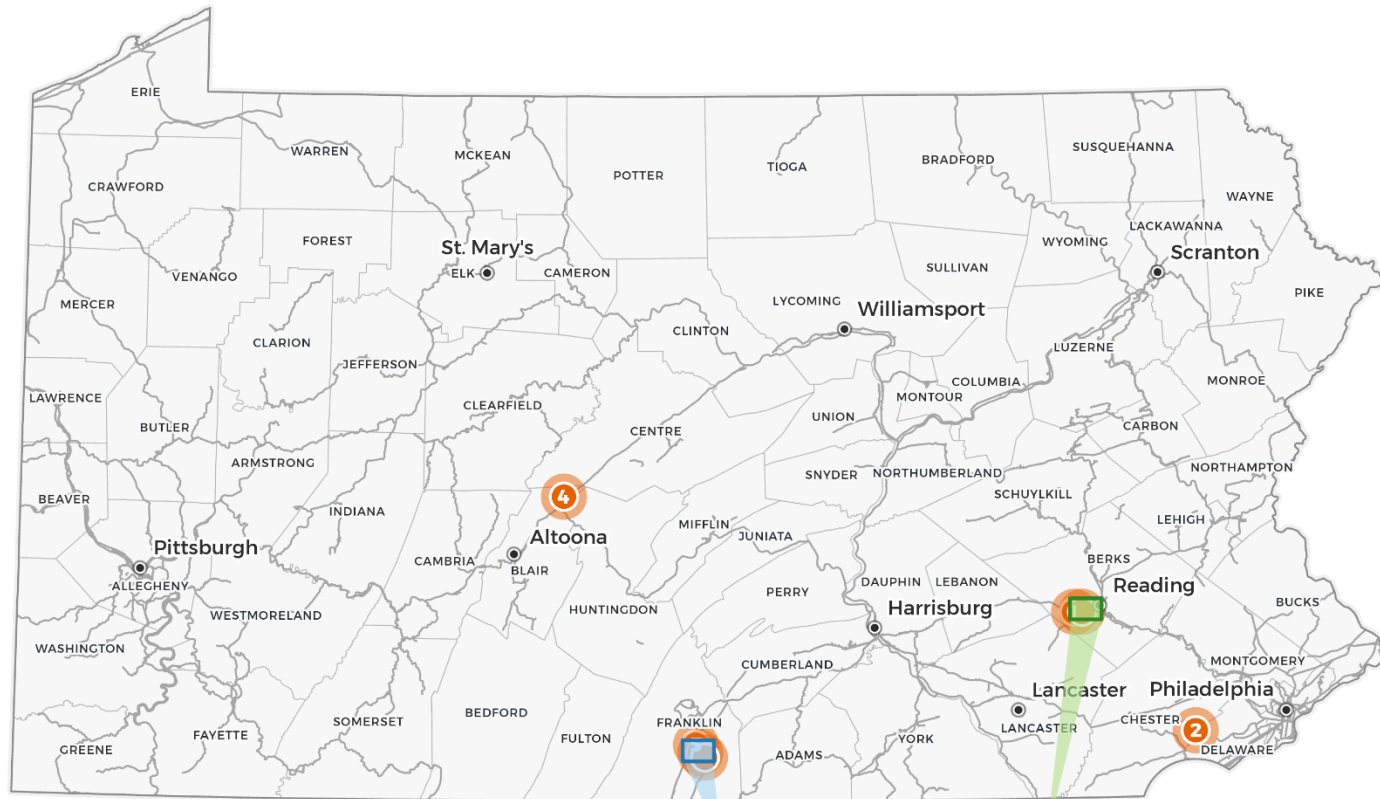 ERIE
WARREN
MCKEAN
POTTER
TIOGA
BRADFORD
SUSQUEHANNA
WAYNE
CRAWFORD
FOREST
VENANGO
St. Mary's
ELK
CAMERON
SULLIVAN
WYOMING
LACKAWANNA
Scranton
PIKE
MERCER
CLARION
JEFFERSON
CLINTON
LYCOMING
Williamsport
LUZERNE
MONROE
LAWRENCE
BUTLER
CLEARFIELD
CENTRE
UNION
MONTOUR
COLUMBIA
CARBON
BEAVER
ARMSTRONG
INDIANA
4
SNYDER
NORTHUMBERLAND
SCHUYLKILL
NORTHAMPTON
LEHIGH
Pittsburgh
ALLEGHENY
CAMBRIA
Altoona
BLAIR
MIFFLIN
JUNIATA
DAUPHIN
LEBANON
BERKS
Reading
WESTMORELAND
HUNTINGDON
PERRY
Harrisburg
BUCKS
WASHINGTON
CUMBERLAND
MONTGOMERY
Lancaster
LANCASTER
Philadelphia
GREENE
FAYETTE
SOMERSET
BEDFORD
FULTON
FRANKLIN
ADAMS
YORK
CHESTER
2
DELAWARE